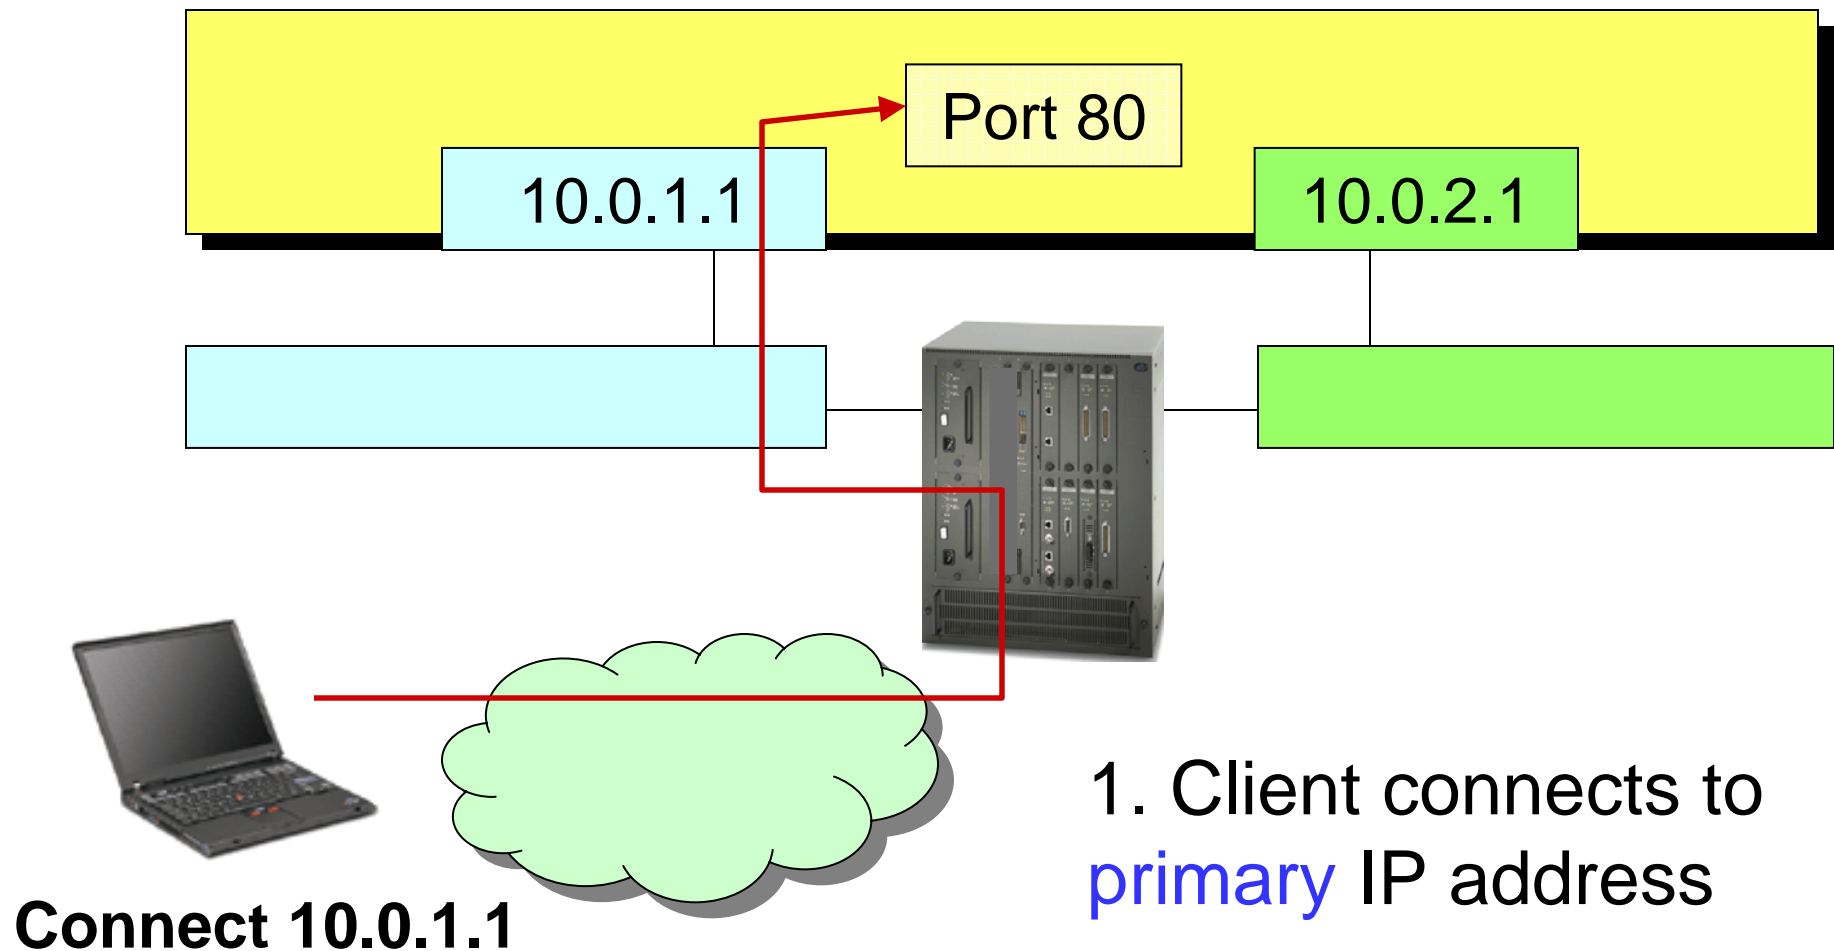 Port 80
10.0.1.1
10.0.2.1
1. Client connects to
primary IP address
Connect 10.0.1.1